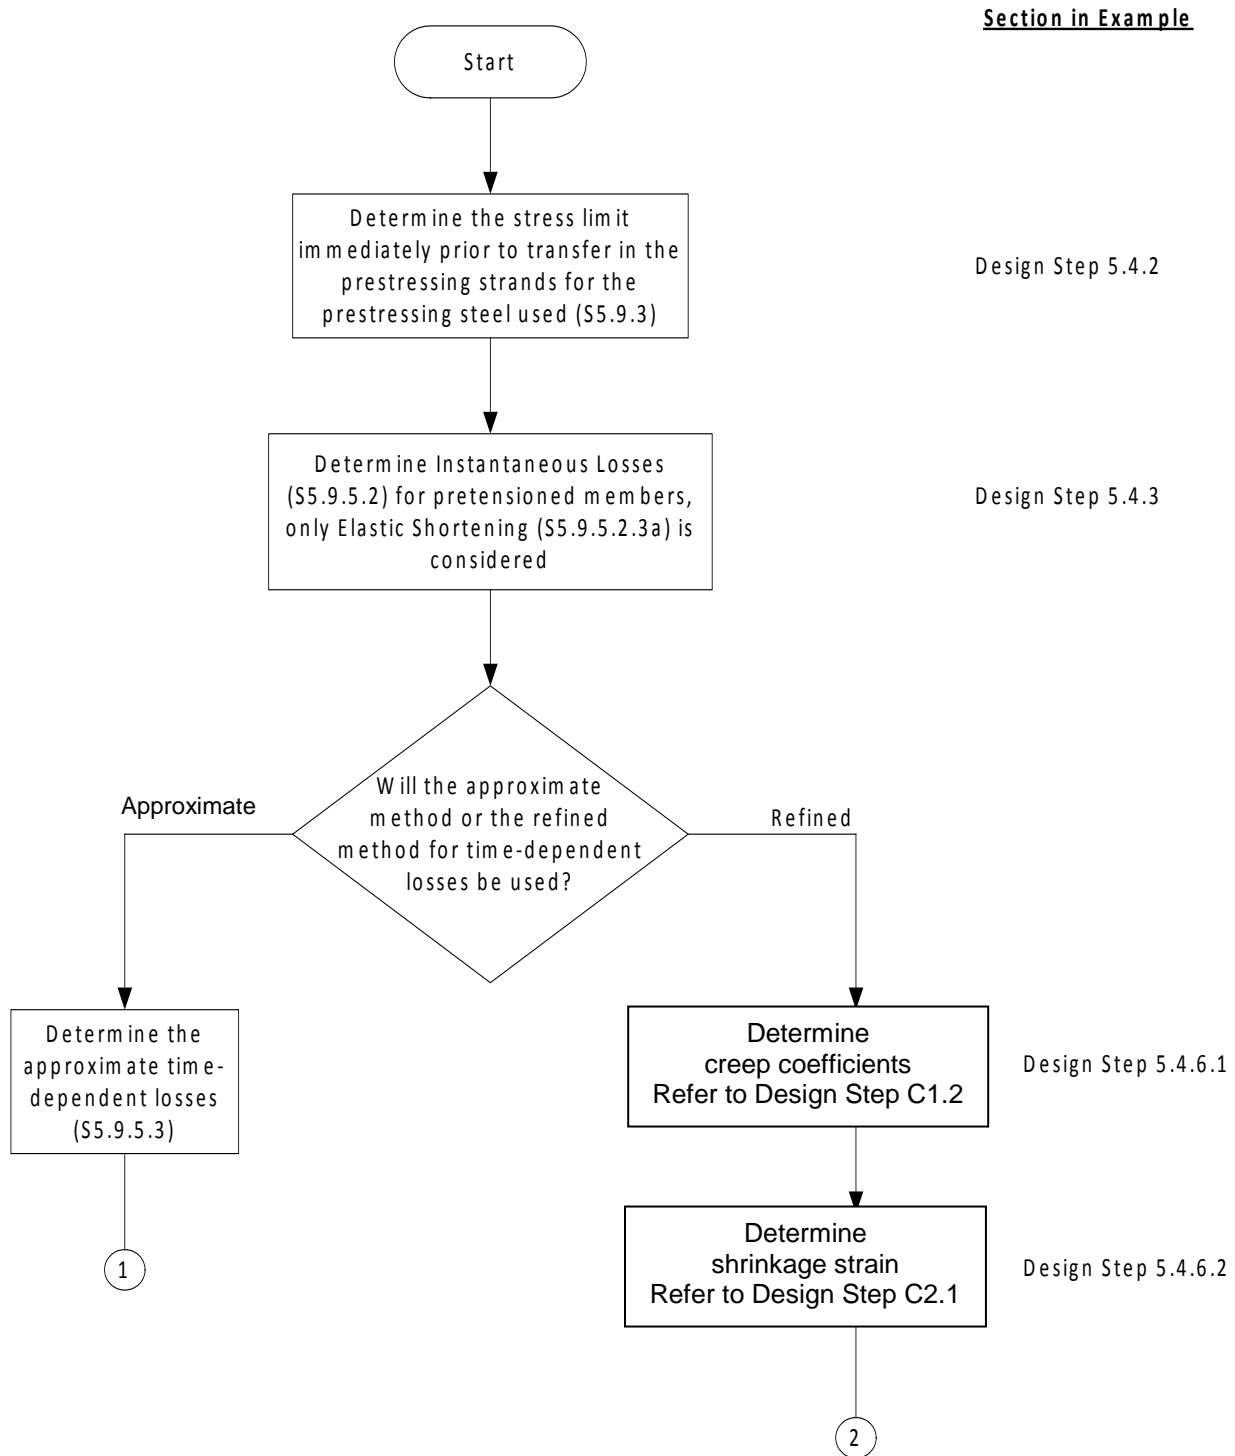 Section in Example
Start
Determine the stress limit
immediately prior to transfer in the
prestressing strands for the
prestressing steel used (S5.9.3)
Design Step 5.4.2
Determine Instantaneous Losses
(S5.9.5.2) for pretensioned members,
only Elastic Shortening (S5.9.5.2.3a) is
considered
Design Step 5.4.3
Will the approximate
method or the refined
method for time-dependent
losses be used?
Approximate
Refined
Determine the
approximate time-
dependent losses
(S5.9.5.3)
1
Determine
creep coefficients
Refer to Design Step C1.2
Design Step 5.4.6.1
Determine
shrinkage strain
Refer to Design Step C2.1
Design Step 5.4.6.2
2